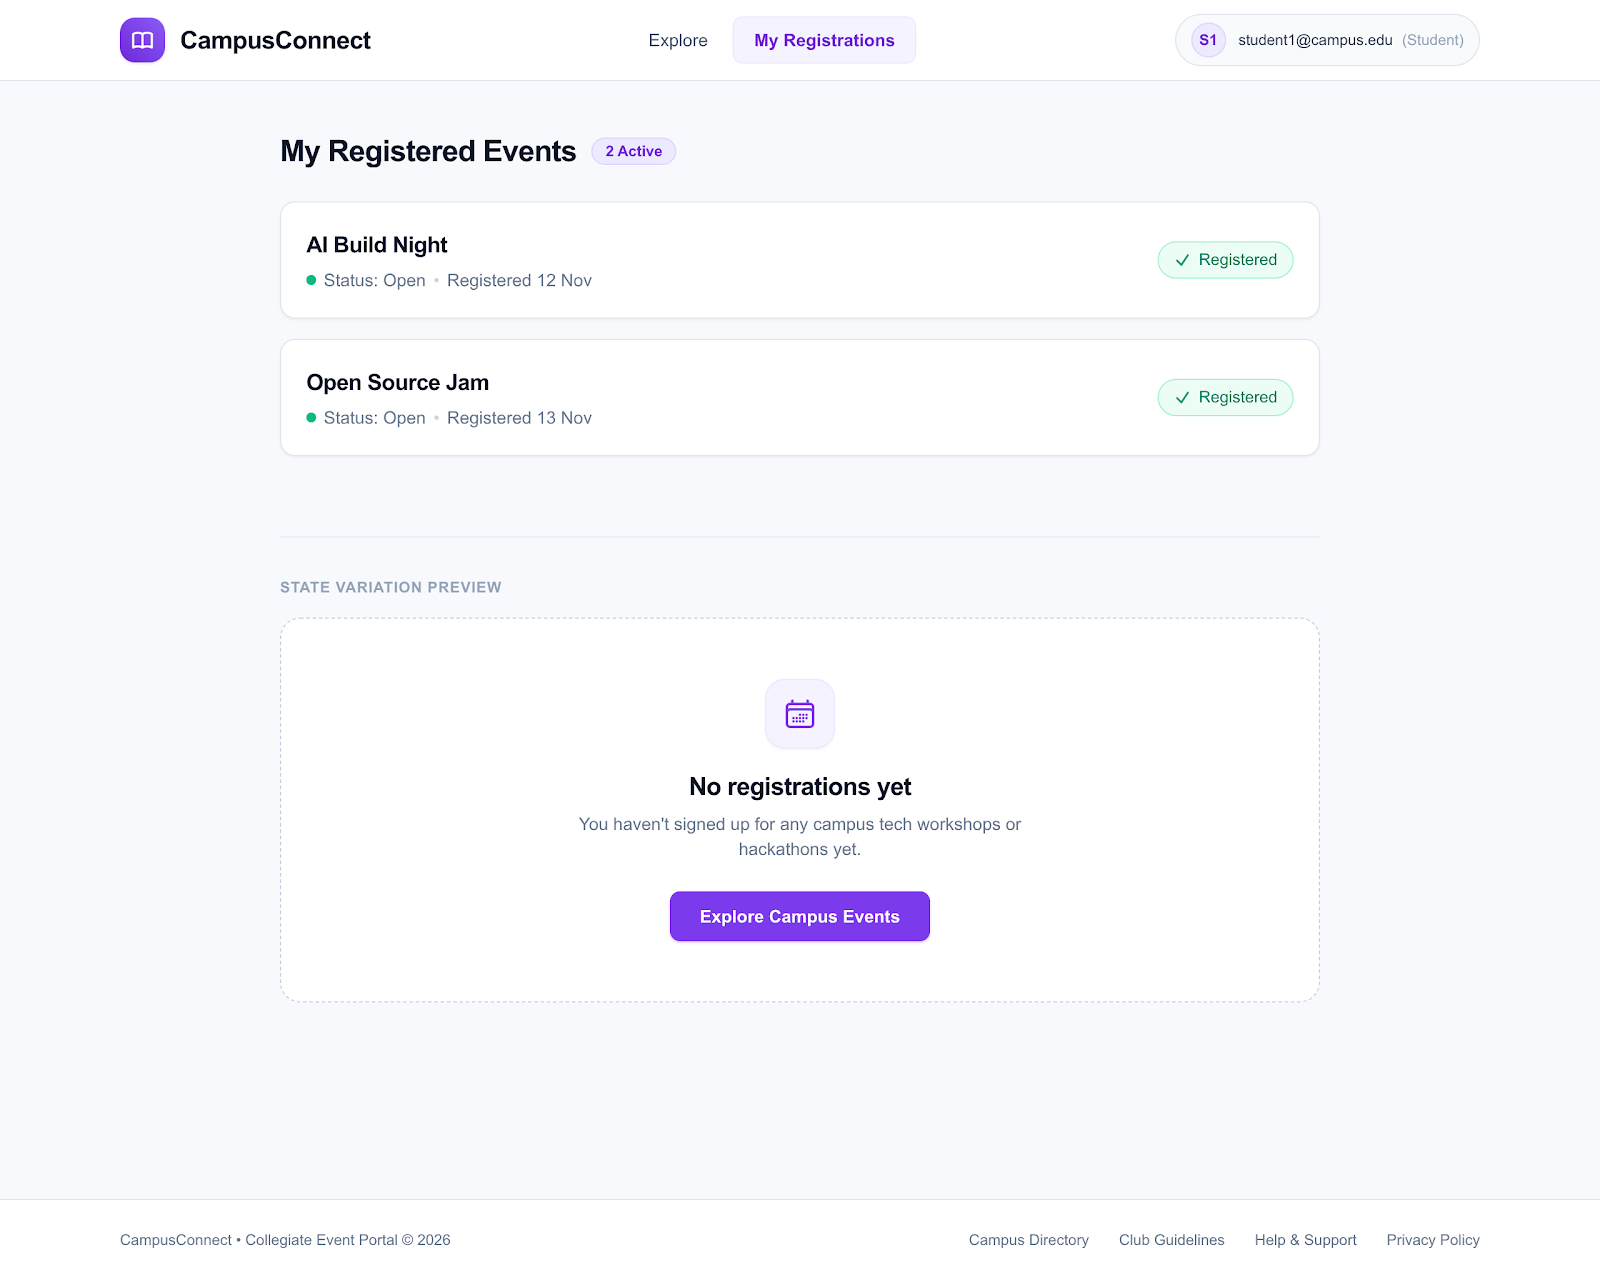 CampusConnect
Explore
My Registrations
S1
student1@campus.edu (Student)
My Registered Events
2 Active
AI Build Night
Status: Open • Registered 12 Nov
Registered
Open Source Jam
Status: Open • Registered 13 Nov
Registered
STATE VARIATION PREVIEW
No registrations yet
You haven't signed up for any campus tech workshops or
hackathons yet.
Explore Campus Events
CampusConnect • Collegiate Event Portal © 2026
Campus Directory
Club Guidelines
Help & Support
Privacy Policy